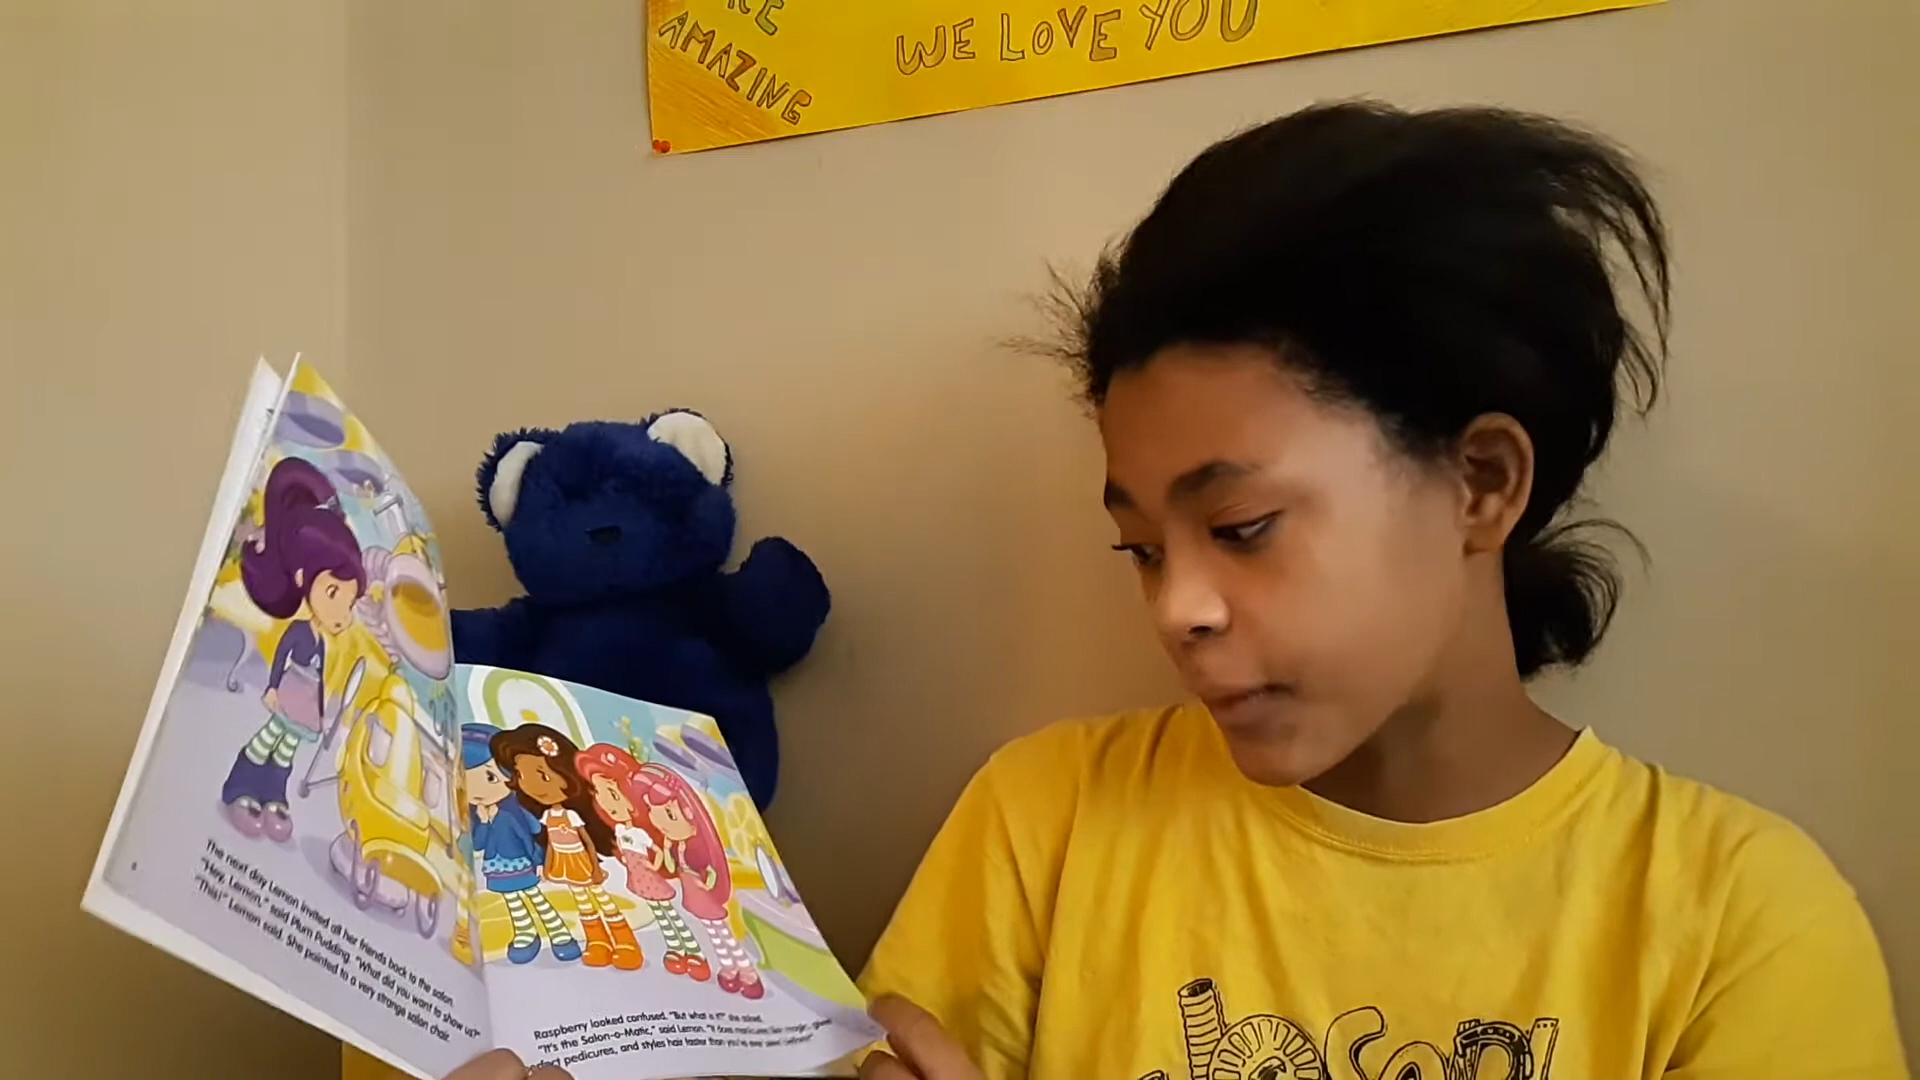 RE
AMAZING
WE LOVE YOU
The next day Lemon invited all her friends back to the salon.
"Hey, Lemon," said Plum Pudding. "What did you want to show us?"
"This!" Lemon said. She pointed to a very strange salon chair.
Raspberry looked confused. "But what is it?" she asked.
"It's the Salon-o-Matic," said Lemon. "It does
pedicures, and styles hair faster than you've ever seen